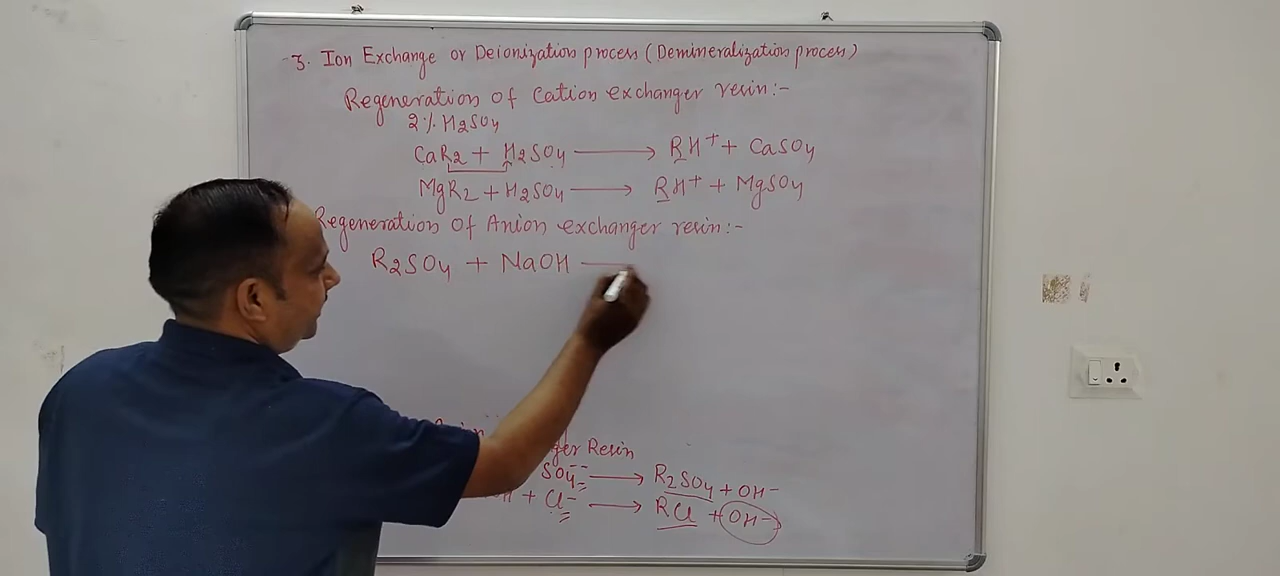 3. Ion Exchange or Deionization process (Demineralization process)
Regeneration of Cation exchanger resin:-
2% H2SO4
CaR2 + H2SO4 ⟶ RH+ + CaSO4
MgR2 + H2SO4 ⟶ RH+ + MgSO4
Regeneration of Anion exchanger resin:-
R2SO4 + NaOH —
Resin
SO4-- ⟶ R2SO4 + OH-
+ Cl- ⟶ RCl + OH-